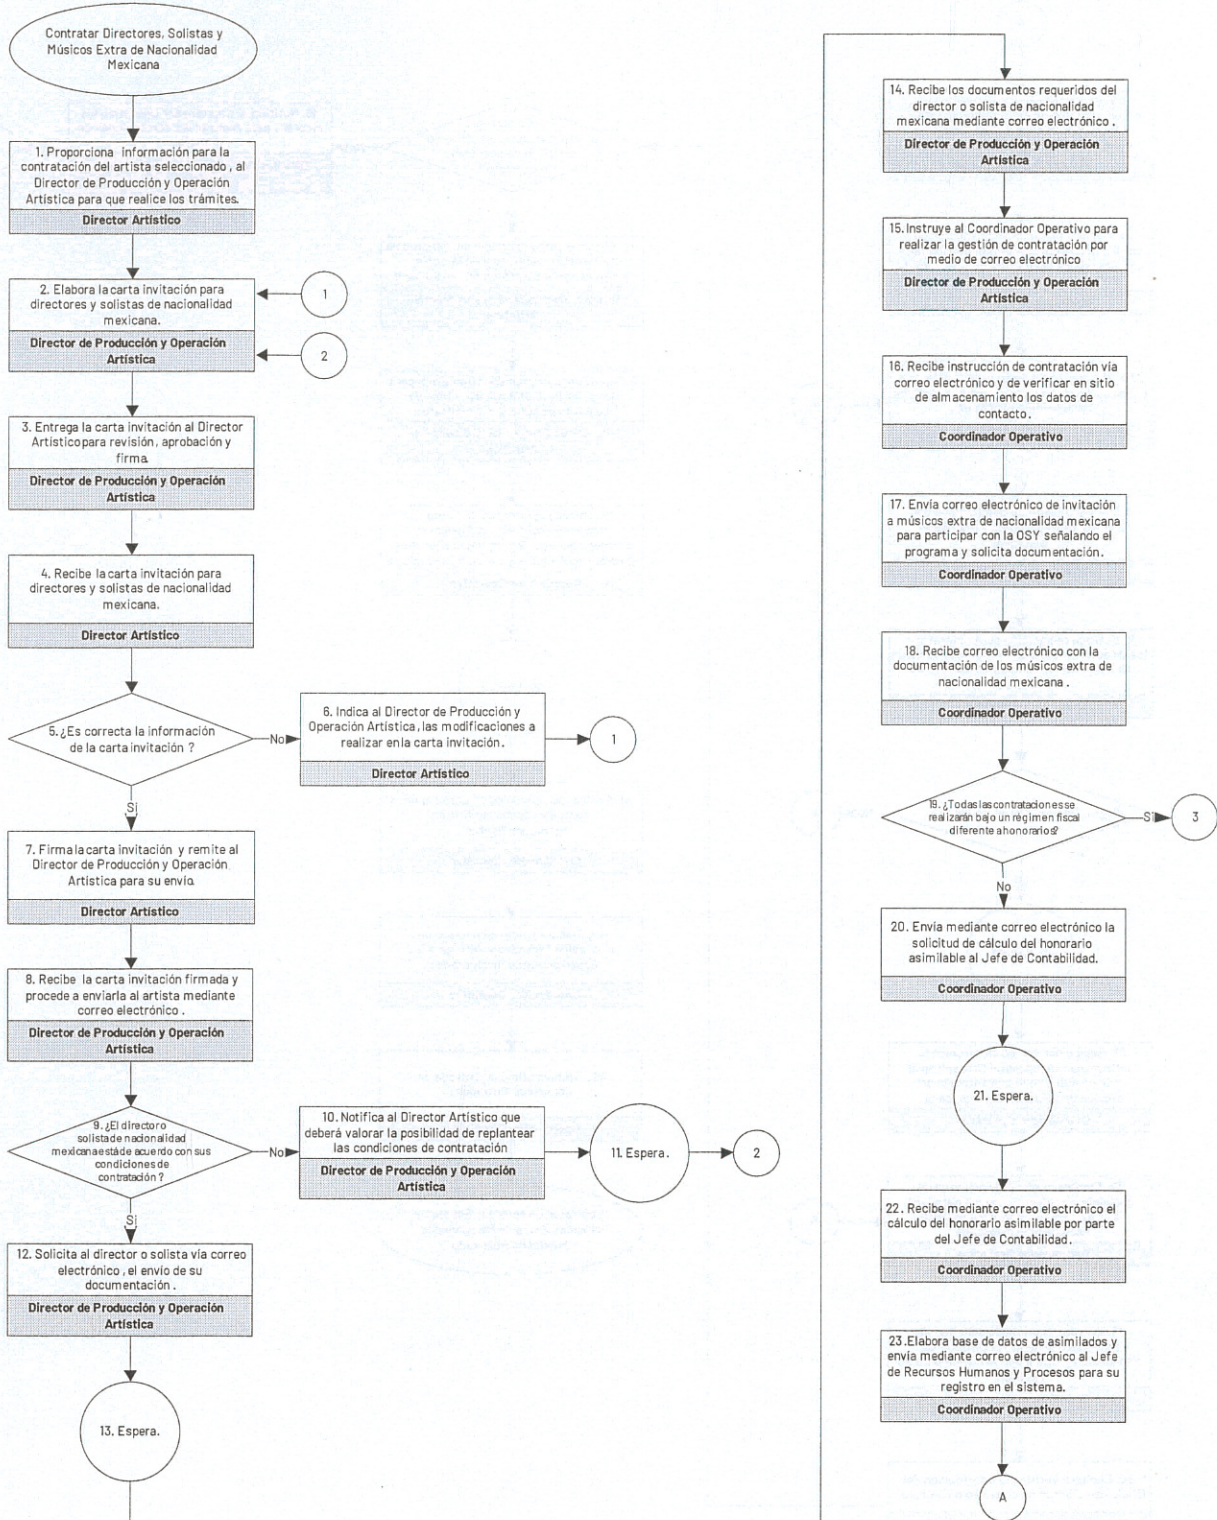 Contratar Directores, Solistas y
Músicos Extra de Nacionalidad
Mexicana
1. Proporciona información para la
contratación del artista seleccionado, al
Director de Producción y Operación
Artística para que realice los trámites.
Director Artístico
2. Elabora la carta invitación para
directores y solistas de nacionalidad
mexicana.
Director de Producción y Operación
Artística
1
2
3. Entrega la carta invitación al Director
Artístico para revisión, aprobación y
firma.
Director de Producción y Operación
Artística
4. Recibe la carta invitación para
directores y solistas de nacionalidad
mexicana.
Director Artístico
5. ¿Es correcta la información
de la carta invitación ?
No
6. Indica al Director de Producción y
Operación Artística, las modificaciones a
realizar en la carta invitación.
Director Artístico
1
Si
7. Firma la carta invitación y remite al
Director de Producción y Operación
Artística para su envío.
Director Artístico
8. Recibe la carta invitación firmada y
procede a enviarla al artista mediante
correo electrónico.
Director de Producción y Operación
Artística
9. ¿El director o
solista de nacionalidad
mexicana está de acuerdo con sus
condiciones de
contratación ?
No
10. Notifica al Director Artístico que
deberá valorar la posibilidad de replantear
las condiciones de contratación
Director de Producción y Operación
Artística
11. Espera.
2
Si
12. Solicita al director o solista vía correo
electrónico, el envío de su
documentación.
Director de Producción y Operación
Artística
13. Espera.
14. Recibe los documentos requeridos del
director o solista de nacionalidad
mexicana mediante correo electrónico.
Director de Producción y Operación
Artística
15. Instruye al Coordinador Operativo para
realizar la gestión de contratación por
medio de correo electrónico
Director de Producción y Operación
Artística
16. Recibe instrucción de contratación vía
correo electrónico y de verificar en sitio
de almacenamiento los datos de
contacto.
Coordinador Operativo
17. Envía correo electrónico de invitación
a músicos extra de nacionalidad mexicana
para participar con la OSY señalando el
programa y solicita documentación.
Coordinador Operativo
18. Recibe correo electrónico con la
documentación de los músicos extra de
nacionalidad mexicana.
Coordinador Operativo
19. ¿Todas las contrataciones se
realizarán bajo un régimen fiscal
diferente a honorarios?
Si
3
No
20. Envía mediante correo electrónico la
solicitud de cálculo del honorario
asimilable al Jefe de Contabilidad.
Coordinador Operativo
21. Espera.
22. Recibe mediante correo electrónico el
cálculo del honorario asimilable por parte
del Jefe de Contabilidad.
Coordinador Operativo
23. Elabora base de datos de asimilados y
envía mediante correo electrónico al Jefe
de Recursos Humanos y Procesos para su
registro en el sistema.
Coordinador Operativo
A